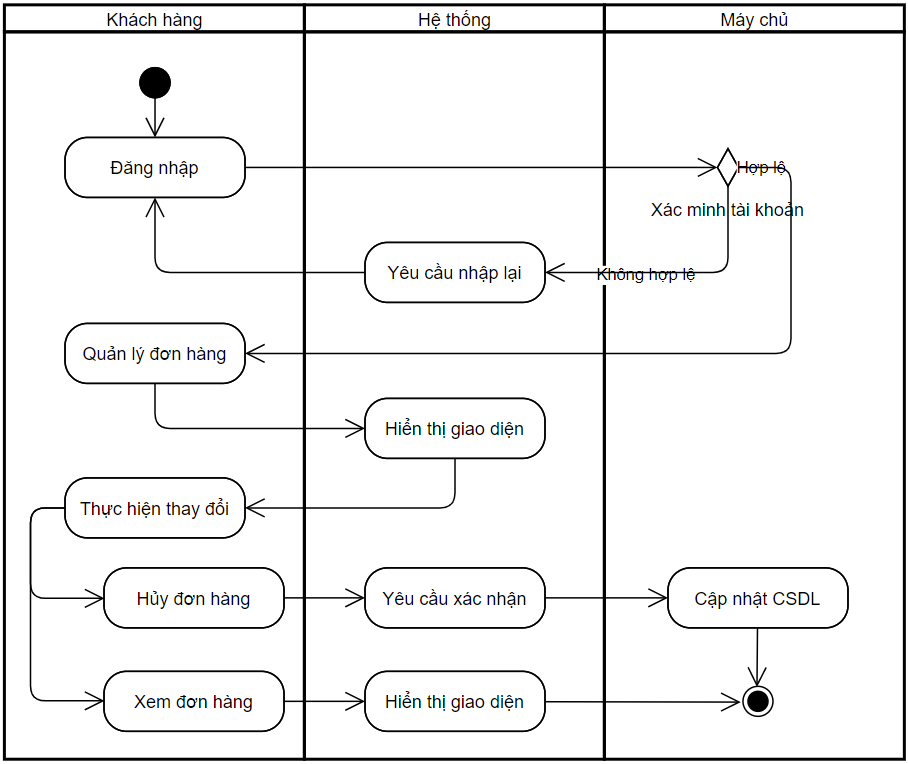 Khách hàng
Hệ thống
Máy chủ
Đăng nhập
Hợp lộ
Xác minh tài khoản
Yêu cầu nhập lại
Không hợp lệ
Quản lý đơn hàng
Hiển thị giao diện
Thực hiện thay đổi
Hủy đơn hàng
Yêu cầu xác nhận
Cập nhật CSDL
Xem đơn hàng
Hiển thị giao diện